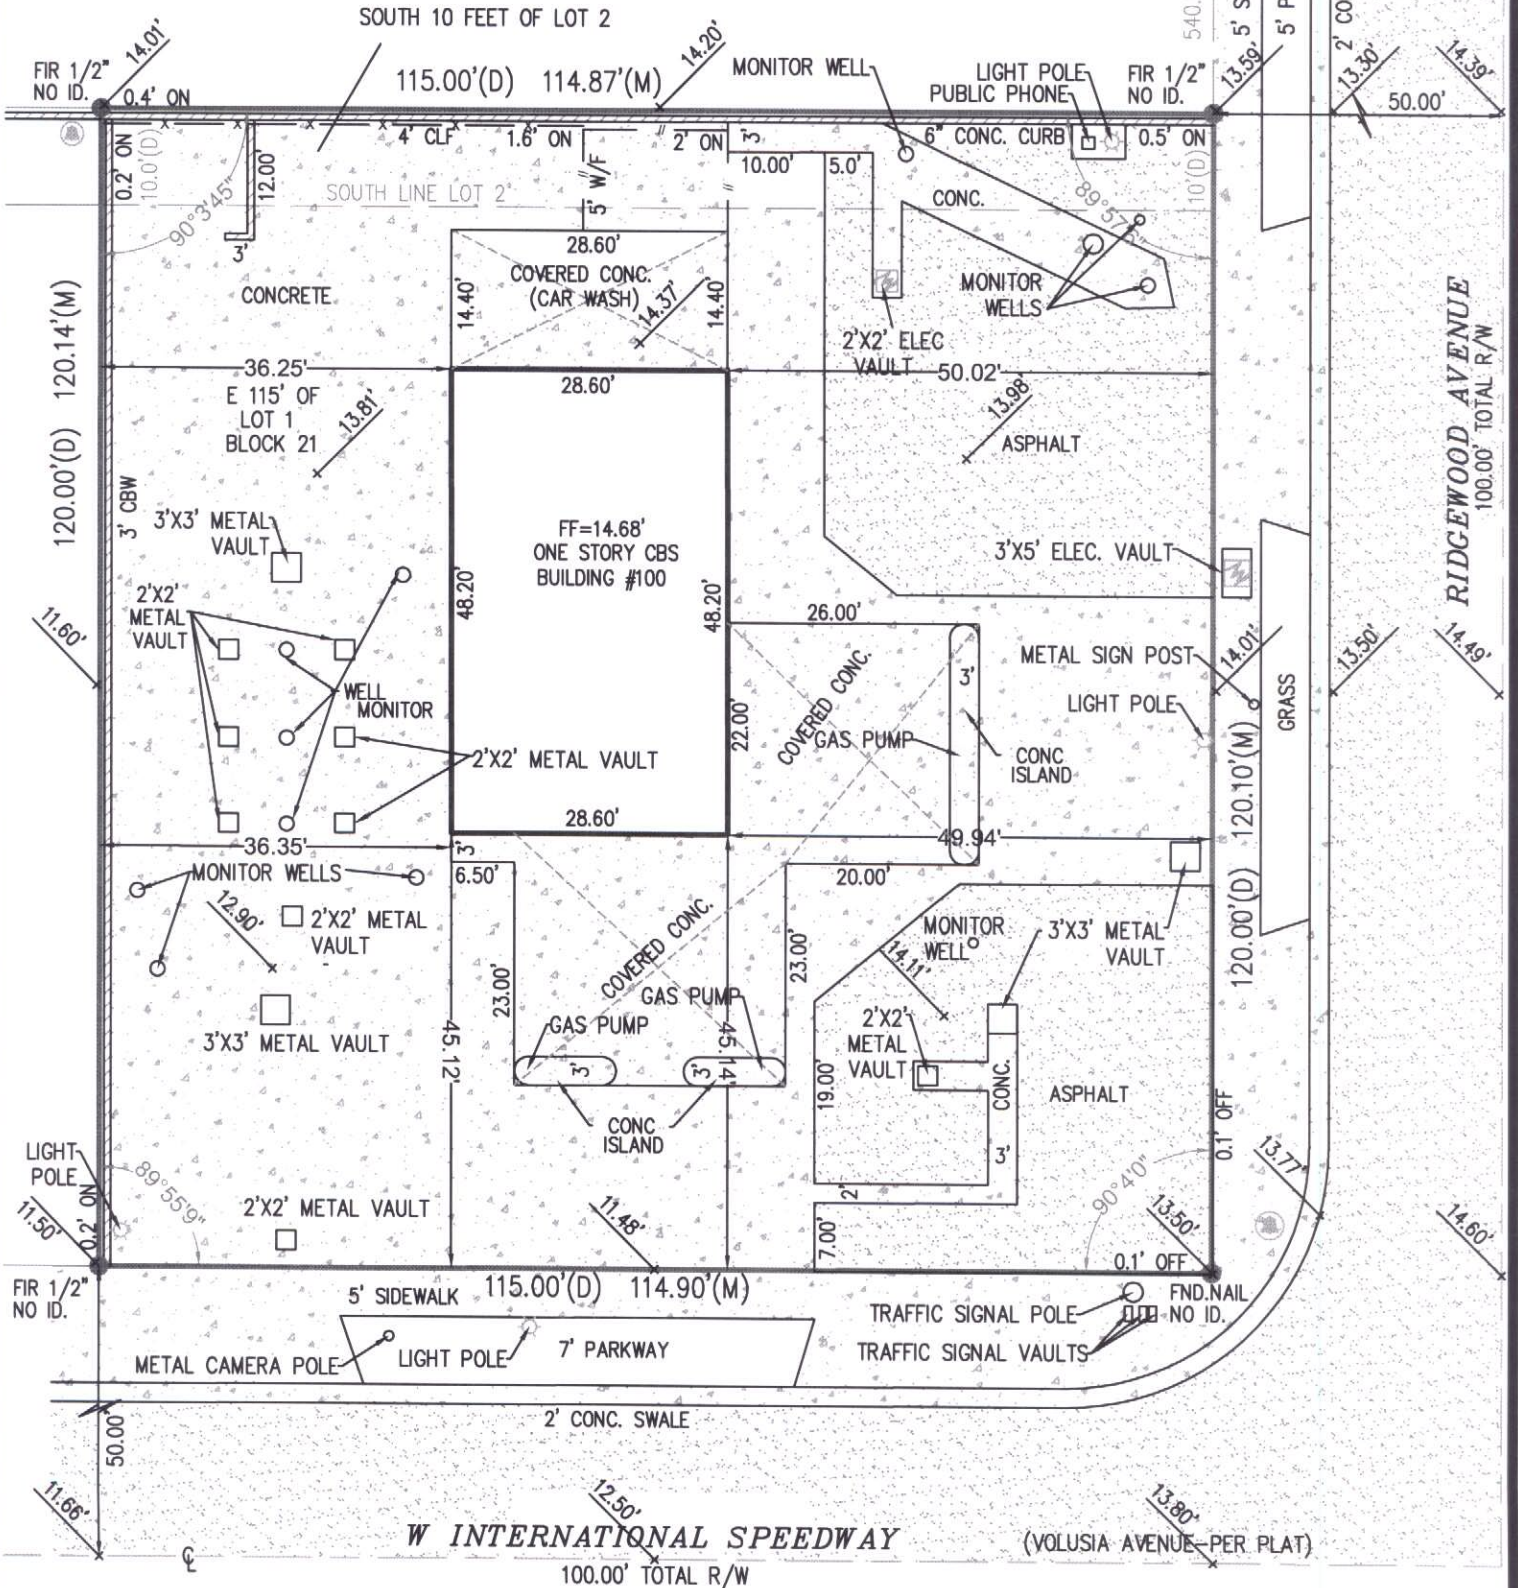 SOUTH 10 FEET OF LOT 2
14.01'
14.20'
FIR 1/2"
NO ID.
0.4' ON
115.00'(D) 114.87'(M)
MONITOR WELL
LIGHT POLE
PUBLIC PHONE
FIR 1/2"
NO ID.
540.
5' S
5' P
2' CO
13.59'
13.30'
14.39'
50.00'
0.2' ON
10.0'(D)
90°3'45"
12.00'
3'
4' CLF
1.6' ON
5' W/F
2' ON
3'
10.00'
5.0'
6" CONC. CURB
0.5' ON
10'(D)
SOUTH LINE LOT 2
CONC.
28.60'
COVERED CONC.
(CAR WASH)
14.37'
14.40'
14.40'
MONITOR
WELLS
CONCRETE
2'X2' ELEC
VAULT
120.00'(D) 120.14'(M)
36.25'
28.60'
50.02'
E 115' OF
LOT 1
BLOCK 21
13.81'
13.98'
ASPHALT
RIDGEWOOD AVENUE
100.00' TOTAL R/W
3' CBW
3'X3' METAL
VAULT
FF=14.68'
ONE STORY CBS
BUILDING #100
3'X5' ELEC. VAULT
2'X2'
METAL
VAULT
48.20'
48.20'
26.00'
11.60'
METAL SIGN POST
14.01'
13.50'
14.49'
WELL
MONITOR
COVERED CONC.
3'
LIGHT POLE
GRASS
22.00'
GAS PUMP
CONC
ISLAND
2'X2' METAL VAULT
120.00'(D) 120.10'(M)
28.60'
36.35'
49.94'
3'
6.50'
20.00'
MONITOR WELLS
12.90'
2'X2' METAL
VAULT
COVERED CONC.
MONITOR
WELL
3'X3' METAL
VAULT
14.11'
23.00'
23.00'
GAS PUMP
GAS PUMP
3'X3' METAL VAULT
2'X2'
METAL
VAULT
45.12'
45.14'
3'
3'
19.00'
CONC.
ASPHALT
CONC
ISLAND
3'
0.1' OFF
LIGHT
POLE
89°55'9"
90°4'0"
13.77'
0.2' ON
11.50'
2'X2' METAL VAULT
11.48'
2'
7.00'
13.50'
14.60'
0.1' OFF
FIR 1/2"
NO ID.
5' SIDEWALK
115.00'(D) 114.90'(M)
TRAFFIC SIGNAL POLE
FND.NAIL
NO ID.
METAL CAMERA POLE
LIGHT POLE
7' PARKWAY
TRAFFIC SIGNAL VAULTS
2' CONC. SWALE
50.00'
11.66'
12.50'
13.80'
W INTERNATIONAL SPEEDWAY
(VOLUSIA AVENUE-PER PLAT)
100.00' TOTAL R/W